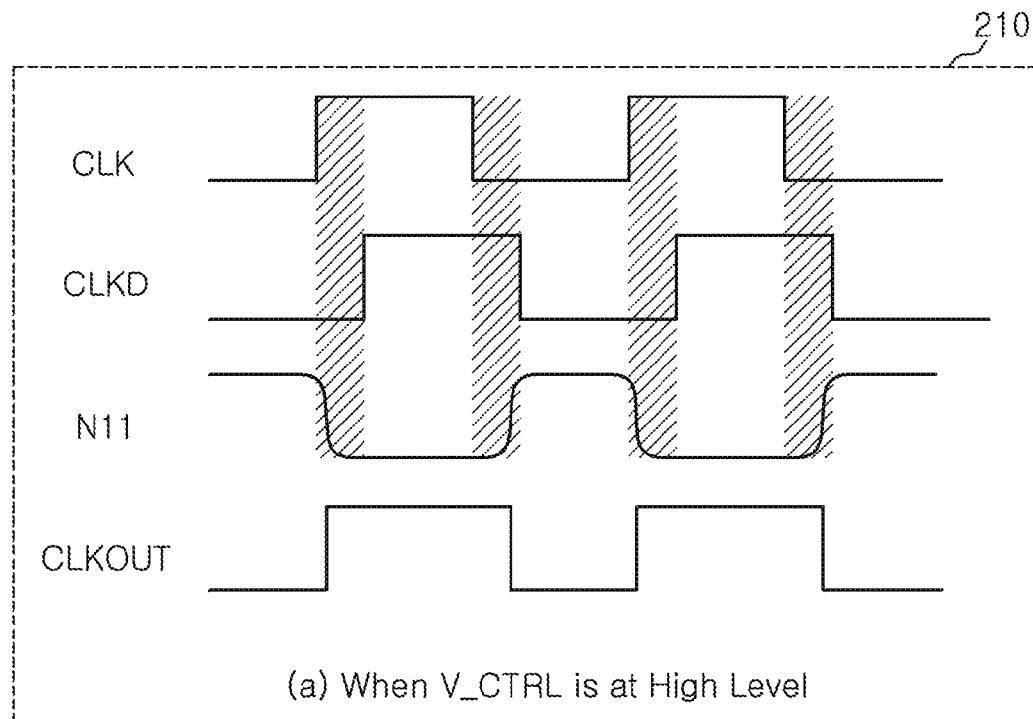 210
CLK
CLKD
N11
CLKOUT
(a) When V_CTRL is at High Level